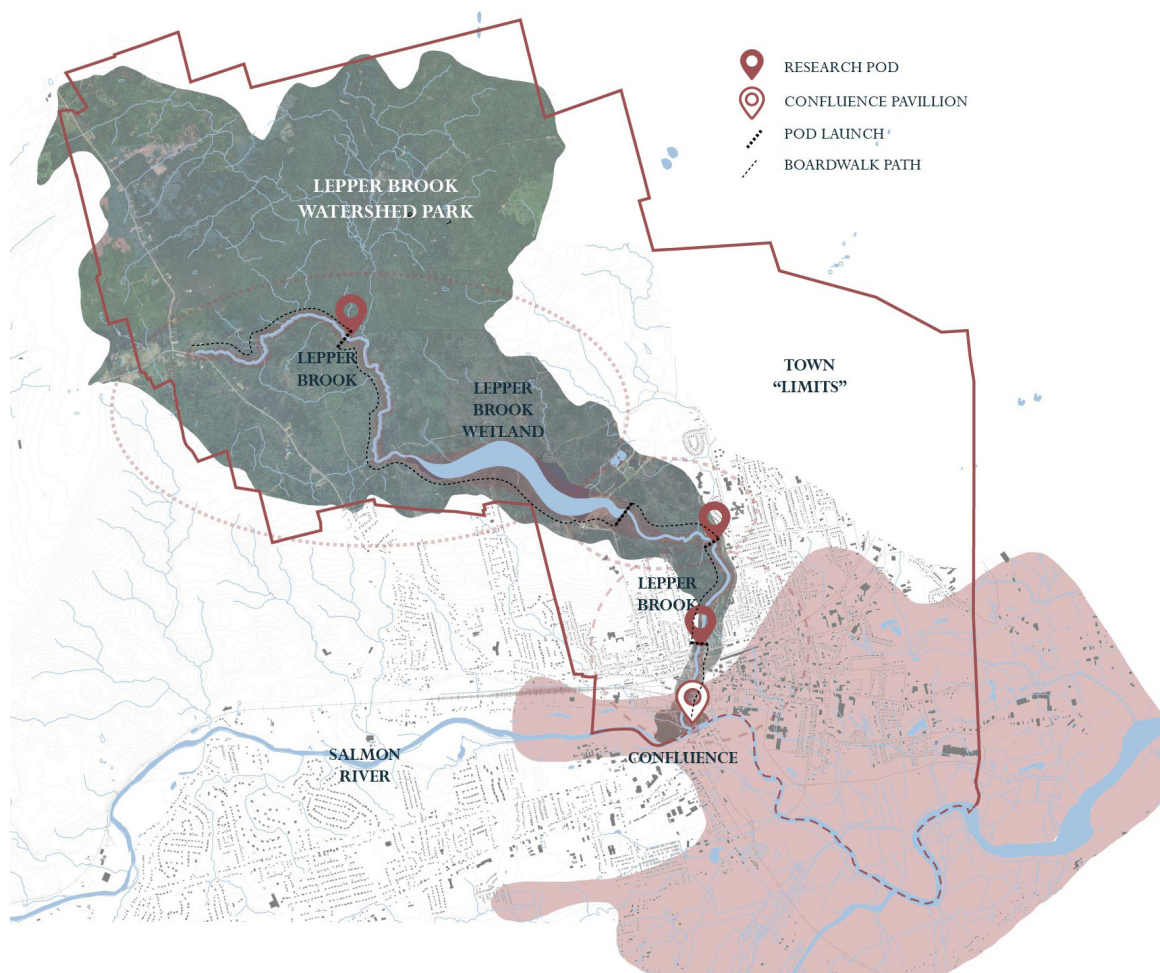 RESEARCH POD
CONFLUENCE PAVILLION
POD LAUNCH
BOARDWALK PATH
LEPPER BROOK
WATERSHED PARK
LEPPER
BROOK
LEPPER
BROOK
WETLAND
TOWN
“LIMITS”
LEPPER
BROOK
SALMON
RIVER
CONFLUENCE